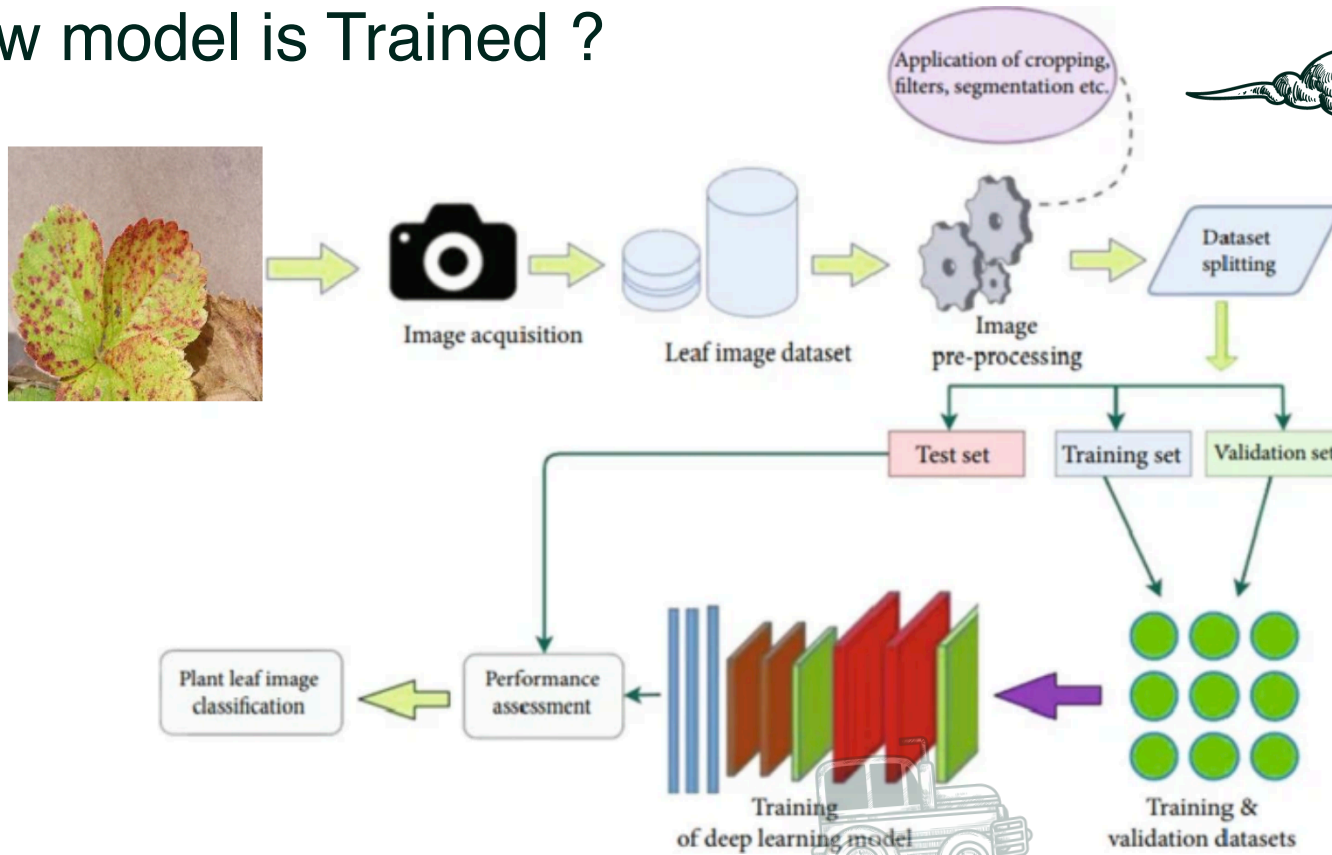 w model is Trained ?
Application of cropping,
filters, segmentation etc.
Image acquisition
Leaf image dataset
Image
pre-processing
Dataset
splitting
Test set
Training set
Validation set
Plant leaf image
classification
Performance
assessment
Training
of deep learning model
Training &
validation datasets